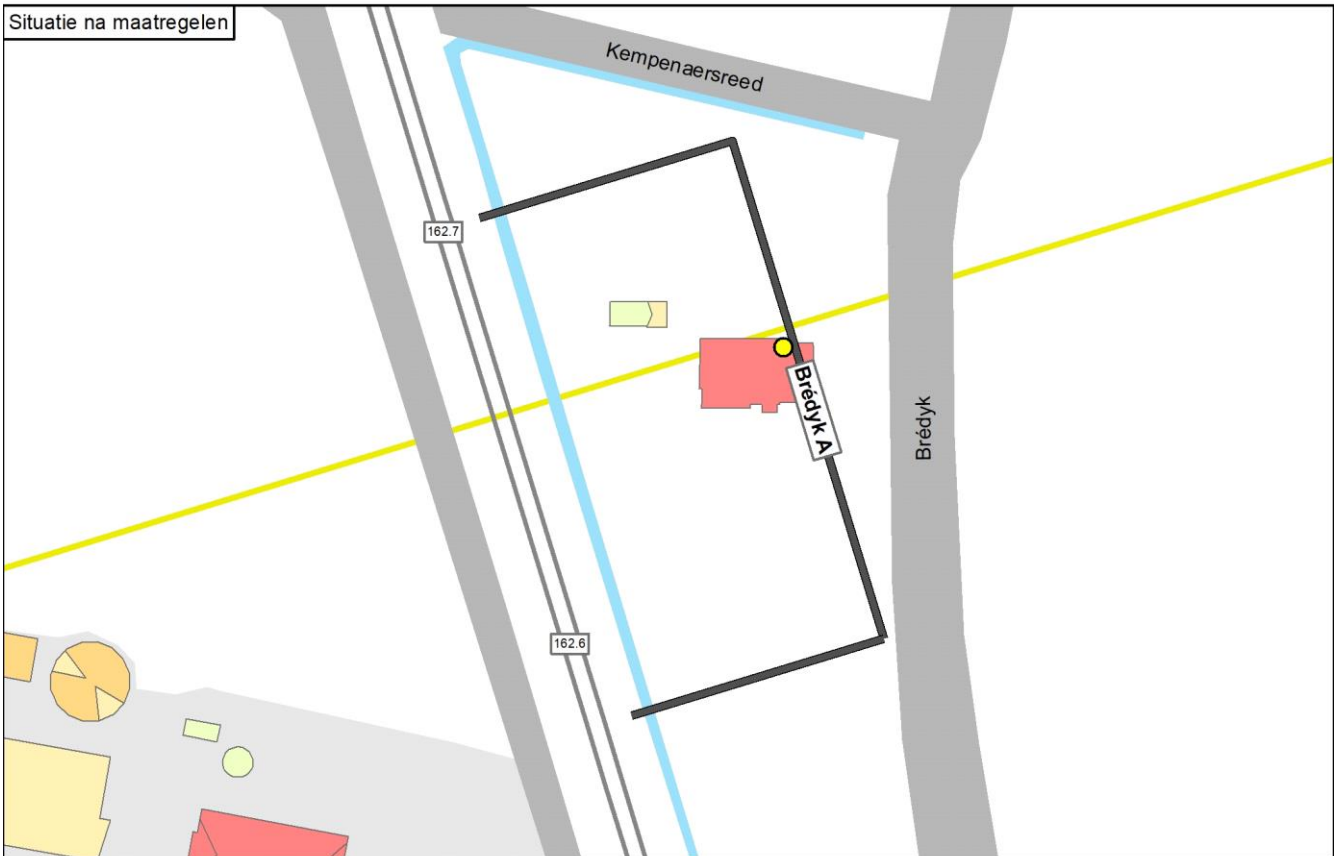 Situatie na maatregelen
Kempenaersreed
162.7
Brédyk A
Brédyk
162.6